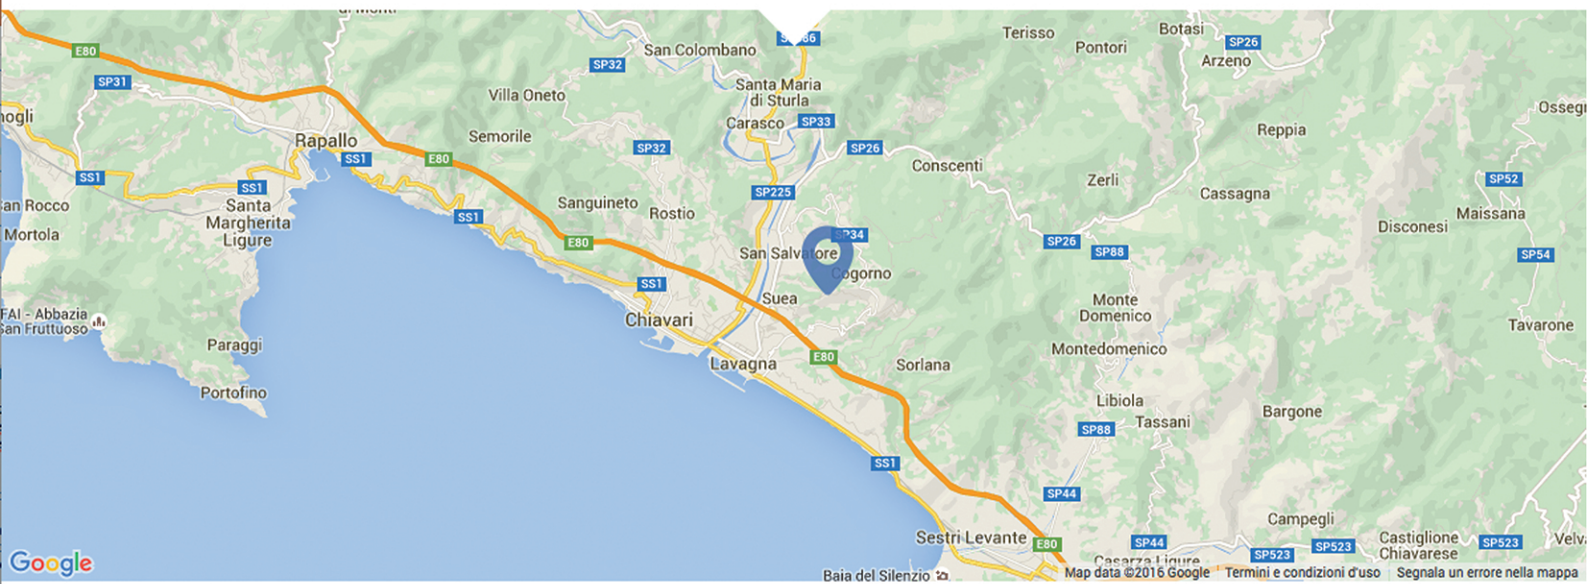 E80
SP31
SP32
San Colombano
Terisso
Pontori
Botasi
SP26
Arzeno
Villa Oneto
Santa Maria
di Sturla
Rapallo
SS1
Semorile
E80
SP32
Carasco
SP33
SP26
Conscenti
Reppia
SS1
SS1
Santa
Margherita
Ligure
SS1
Sanguineto
Rostio
SP225
Zerli
Cassagna
SP52
Maissana
Mortola
E80
San Salvatore
SP34
Cogorno
SP26
SP88
Disconesi
SP54
FAI - Abbazia
San Fruttuoso
SS1
Suea
Chiavari
Monte
Domenico
Tavarone
Paraggi
Portofino
Lavagna
E80
Sorlana
Montedomenico
Libiola
Tassani
SP88
Bargone
SS1
SP44
Sestri Levante
E80
SP44
Campegli
SP523
SP523
Castiglione
Chiavarese
SP523
Casarza Ligure
Baia del Silenzio
Google
Map data ©2016 Google
Termini e condizioni d'uso
Segnala un errore nella mappa